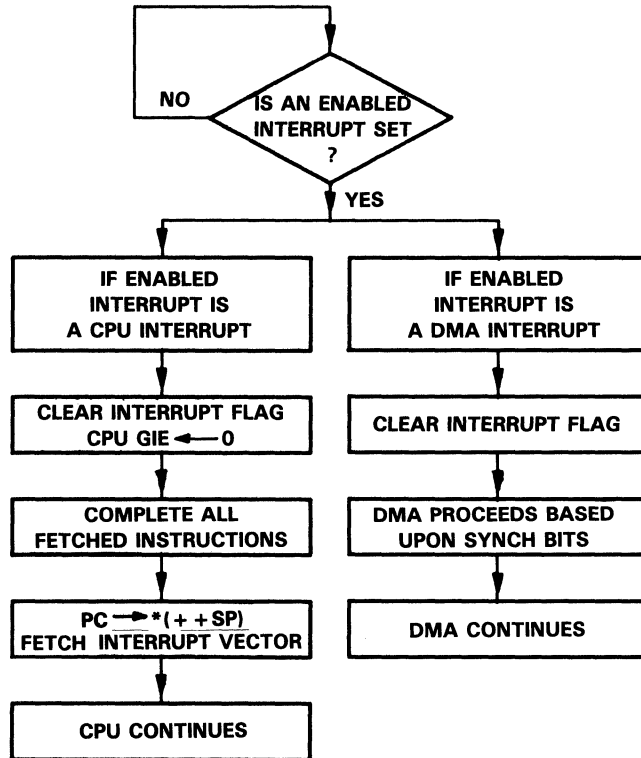 IS AN ENABLED
INTERRUPT SET
?
NO
YES
IF ENABLED
INTERRUPT IS
A CPU INTERRUPT
CLEAR INTERRUPT FLAG
CPU GIE ← 0
COMPLETE ALL
FETCHED INSTRUCTIONS
PC → *(+ +SP)
FETCH INTERRUPT VECTOR
CPU CONTINUES
IF ENABLED
INTERRUPT IS
A DMA INTERRUPT
CLEAR INTERRUPT FLAG
DMA PROCEEDS BASED
UPON SYNCH BITS
DMA CONTINUES